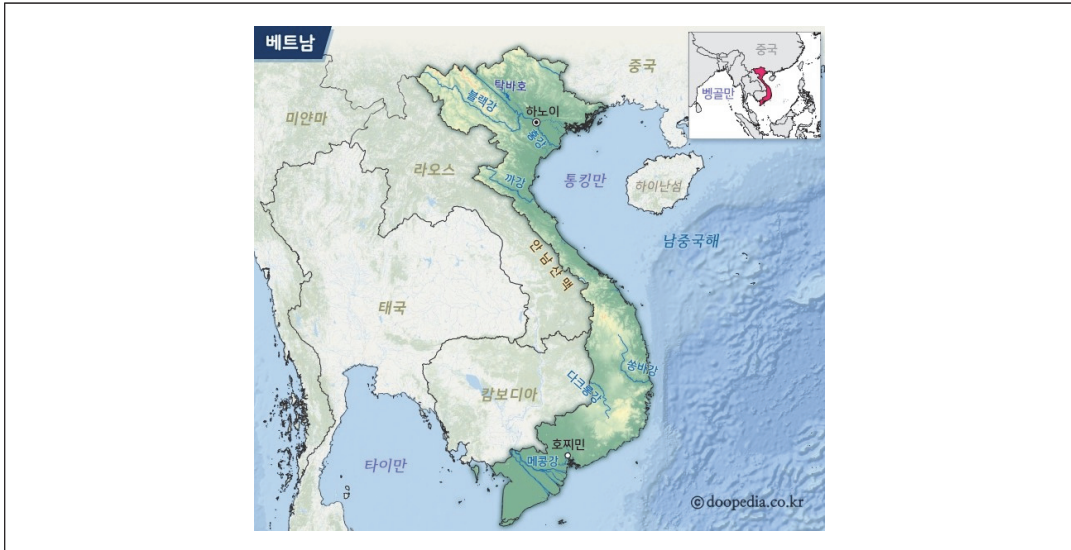 베트남
중국
중국
탁바호
벵골만
블랙강
하노이
홍강
미얀마
라오스
까강
통킹만
하이난섬
남중국해
안남산맥
태국
쏭바강
다크롱강
캄보디아
호찌민
메콩강
타이만
©doopedia.co.kr